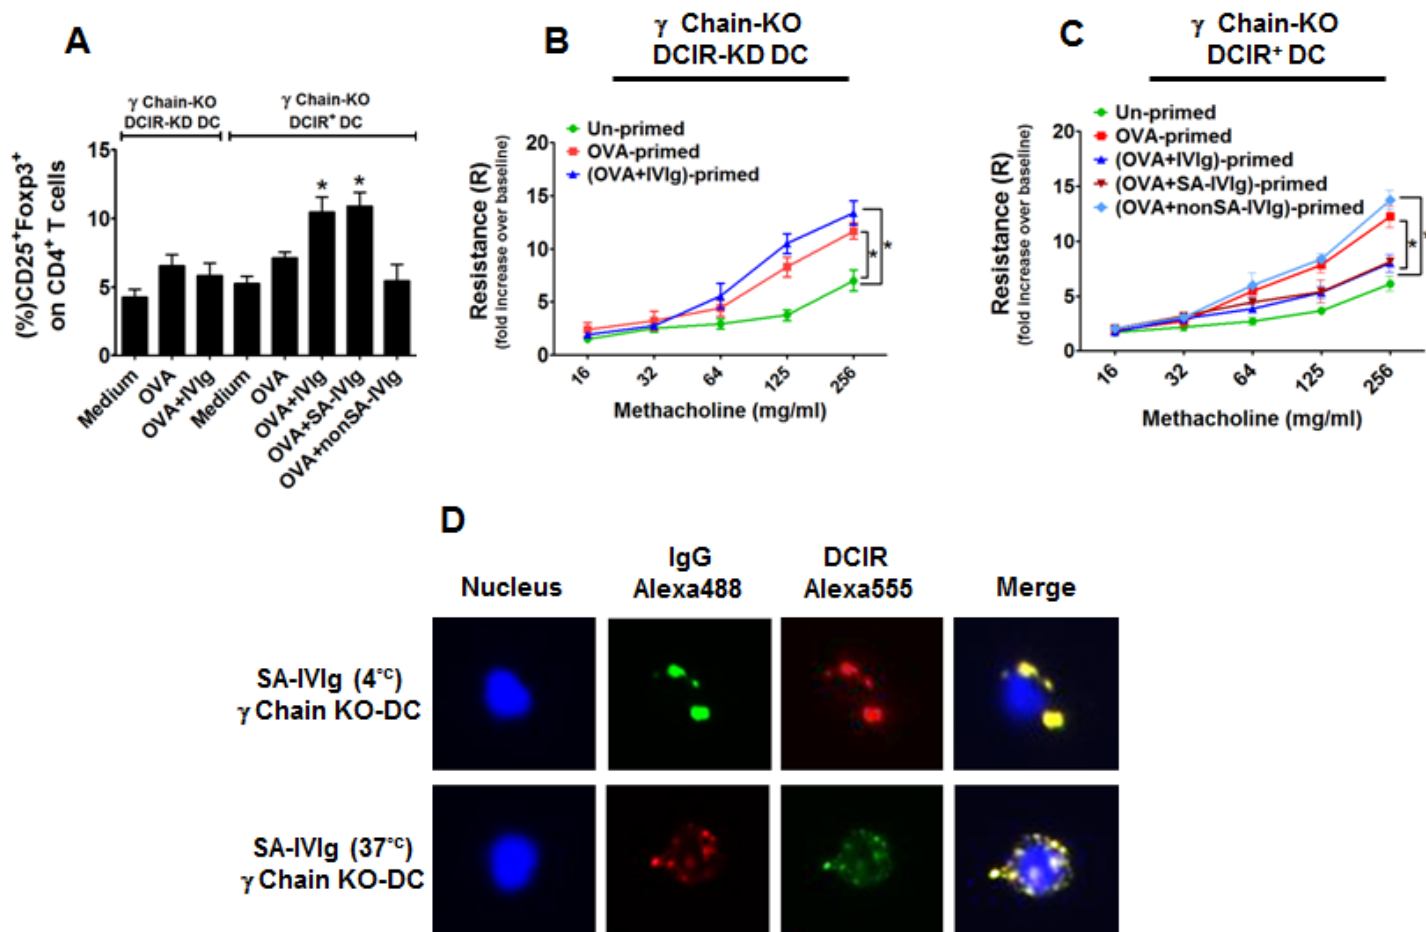 A
γ Chain-KO
DCIR-KD DC
γ Chain-KO
DCIR⁺ DC
(%)CD25⁺Foxp3⁺
on CD4⁺ T cells
15
10
5
0
*
*
Medium
OVA
OVA+IVIg
Medium
OVA
OVA+IVIg
OVA+SA-IVIg
OVA+nonSA-IVIg
B
γ Chain-KO
DCIR-KD DC
Un-primed
OVA-primed
(OVA+IVIg)-primed
Resistance (R)
(fold increase over baseline)
20
15
10
5
0
*
*
16
32
64
125
256
Methacholine (mg/ml)
C
γ Chain-KO
DCIR⁺ DC
Un-primed
OVA-primed
(OVA+IVIg)-primed
(OVA+SA-IVIg)-primed
(OVA+nonSA-IVIg)-primed
Resistance (R)
(fold increase over baseline)
20
15
10
5
0
*
*
16
32
64
125
256
Methacholine (mg/ml)
D
Nucleus
IgG
Alexa488
DCIR
Alexa555
Merge
SA-IVIg (4°C)
γ Chain KO-DC
SA-IVIg (37°C)
γ Chain KO-DC